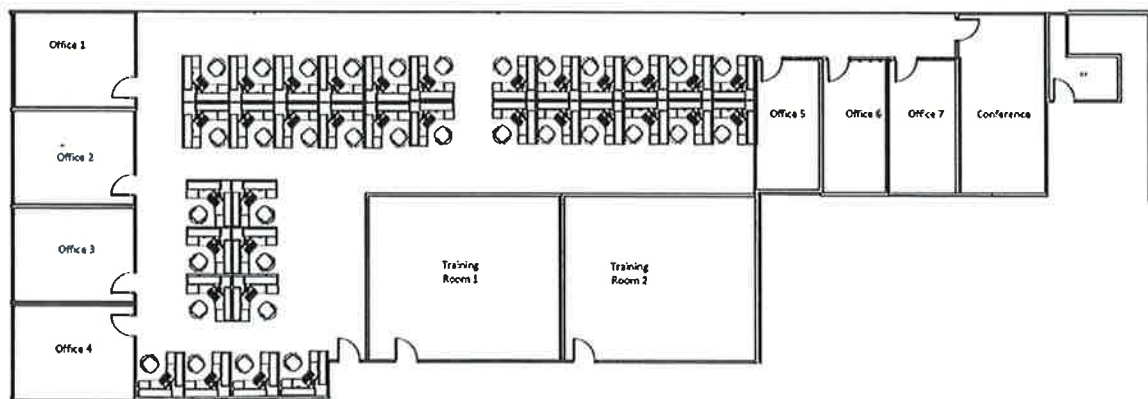 Office 1
Office 2
Office 3
Office 4
Training
Room 1
Training
Room 2
Office 5
Office 6
Office 7
Conference